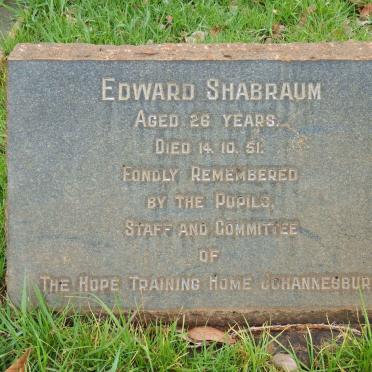 EDWARD SHABRAUM
AGED 26 YEARS.
DIED 14. 10. 51.
FONDLY REMEMBERED
BY THE PUPILS,
STAFF AND COMMITTEE
OF
THE HOPE TRAINING HOME JOHANNESBUR